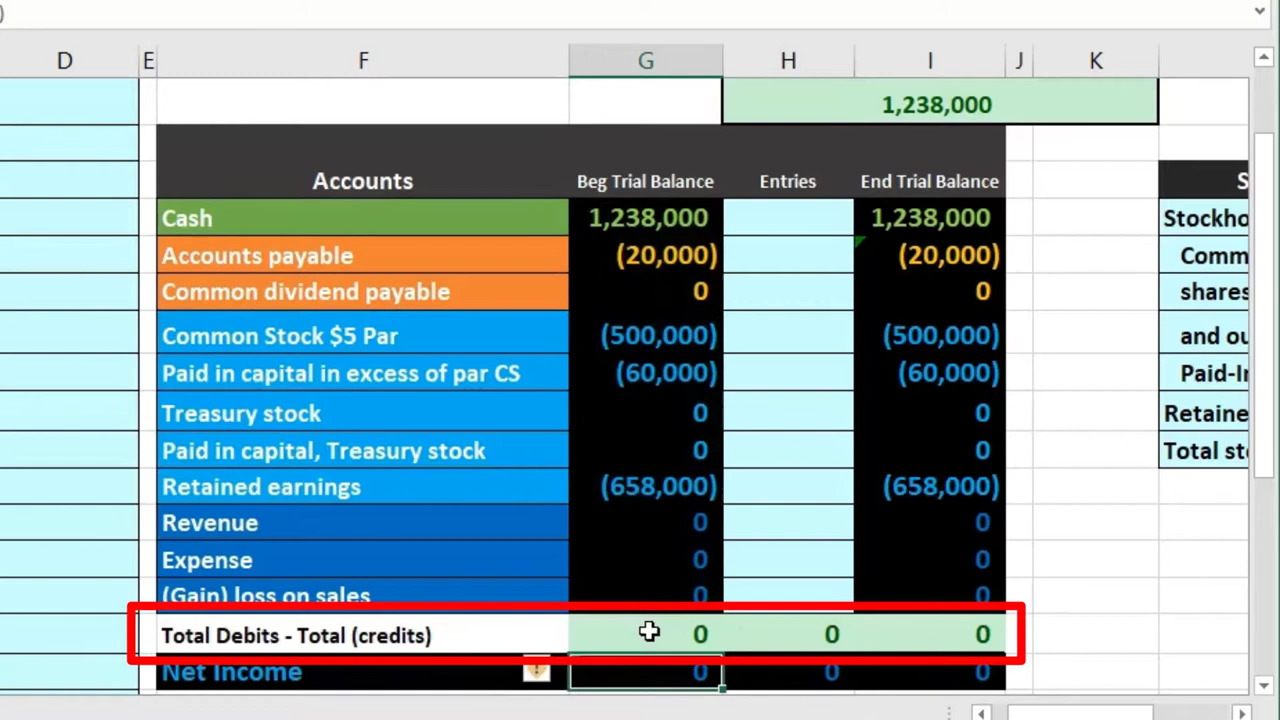 )
D E F G H I J K
1,238,000
Accounts Beg Trial Balance Entries End Trial Balance S
Cash 1,238,000 1,238,000 Stockho
Accounts payable (20,000) (20,000) Comm
Common dividend payable 0 0 shares
Common Stock $5 Par (500,000) (500,000) and ou
Paid in capital in excess of par CS (60,000) (60,000) Paid-In
Treasury stock 0 0 Retaine
Paid in capital, Treasury stock 0 0 Total sto
Retained earnings (658,000) (658,000)
Revenue 0 0
Expense 0 0
(Gain) loss on sales 0 0
Total Debits - Total (credits) 0 0 0
Net Income 0 0 0